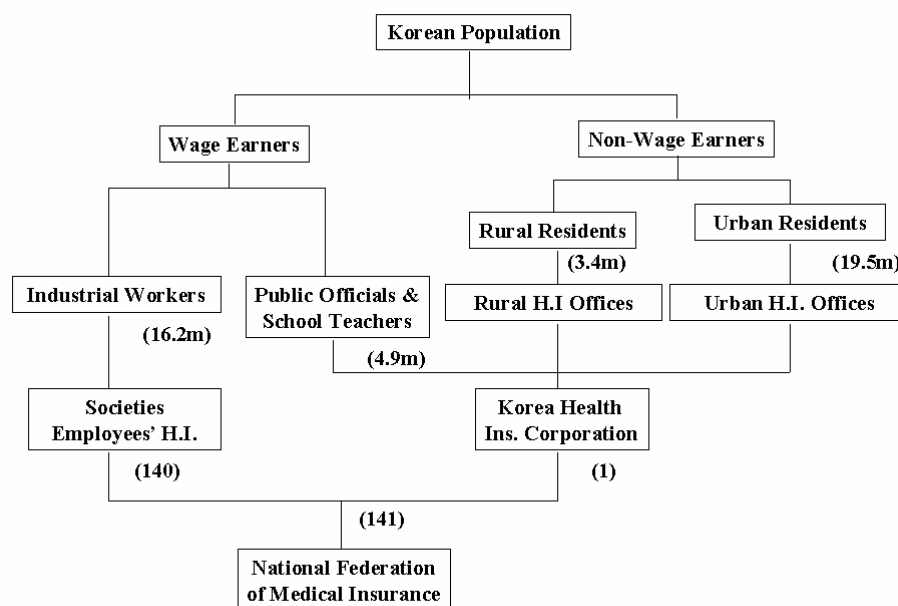 Korean Population
Wage Earners
Non-Wage Earners
Rural Residents
Urban Residents
(3.4m)
(19.5m)
Industrial Workers
Public Officials &
School Teachers
Rural H.I Offices
Urban H.I. Offices
(16.2m)
(4.9m)
Societies
Employees’ H.I.
Korea Health
Ins. Corporation
(140)
(1)
(141)
National Federation
of Medical Insurance